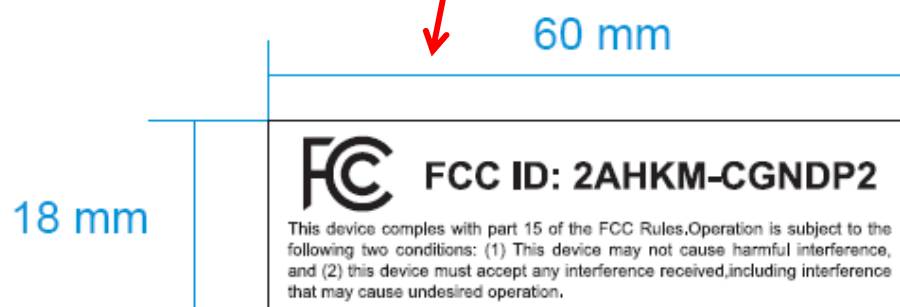 60 mm
18 mm
FC FCC ID: 2AHKM-CGNDP2
This device comples with part 15 of the FCC Rules.Operation is subject to the
following two conditions: (1) This device may not cause harmful interference,
and (2) this device must accept any interference received,including interference
that may cause undesired operation.